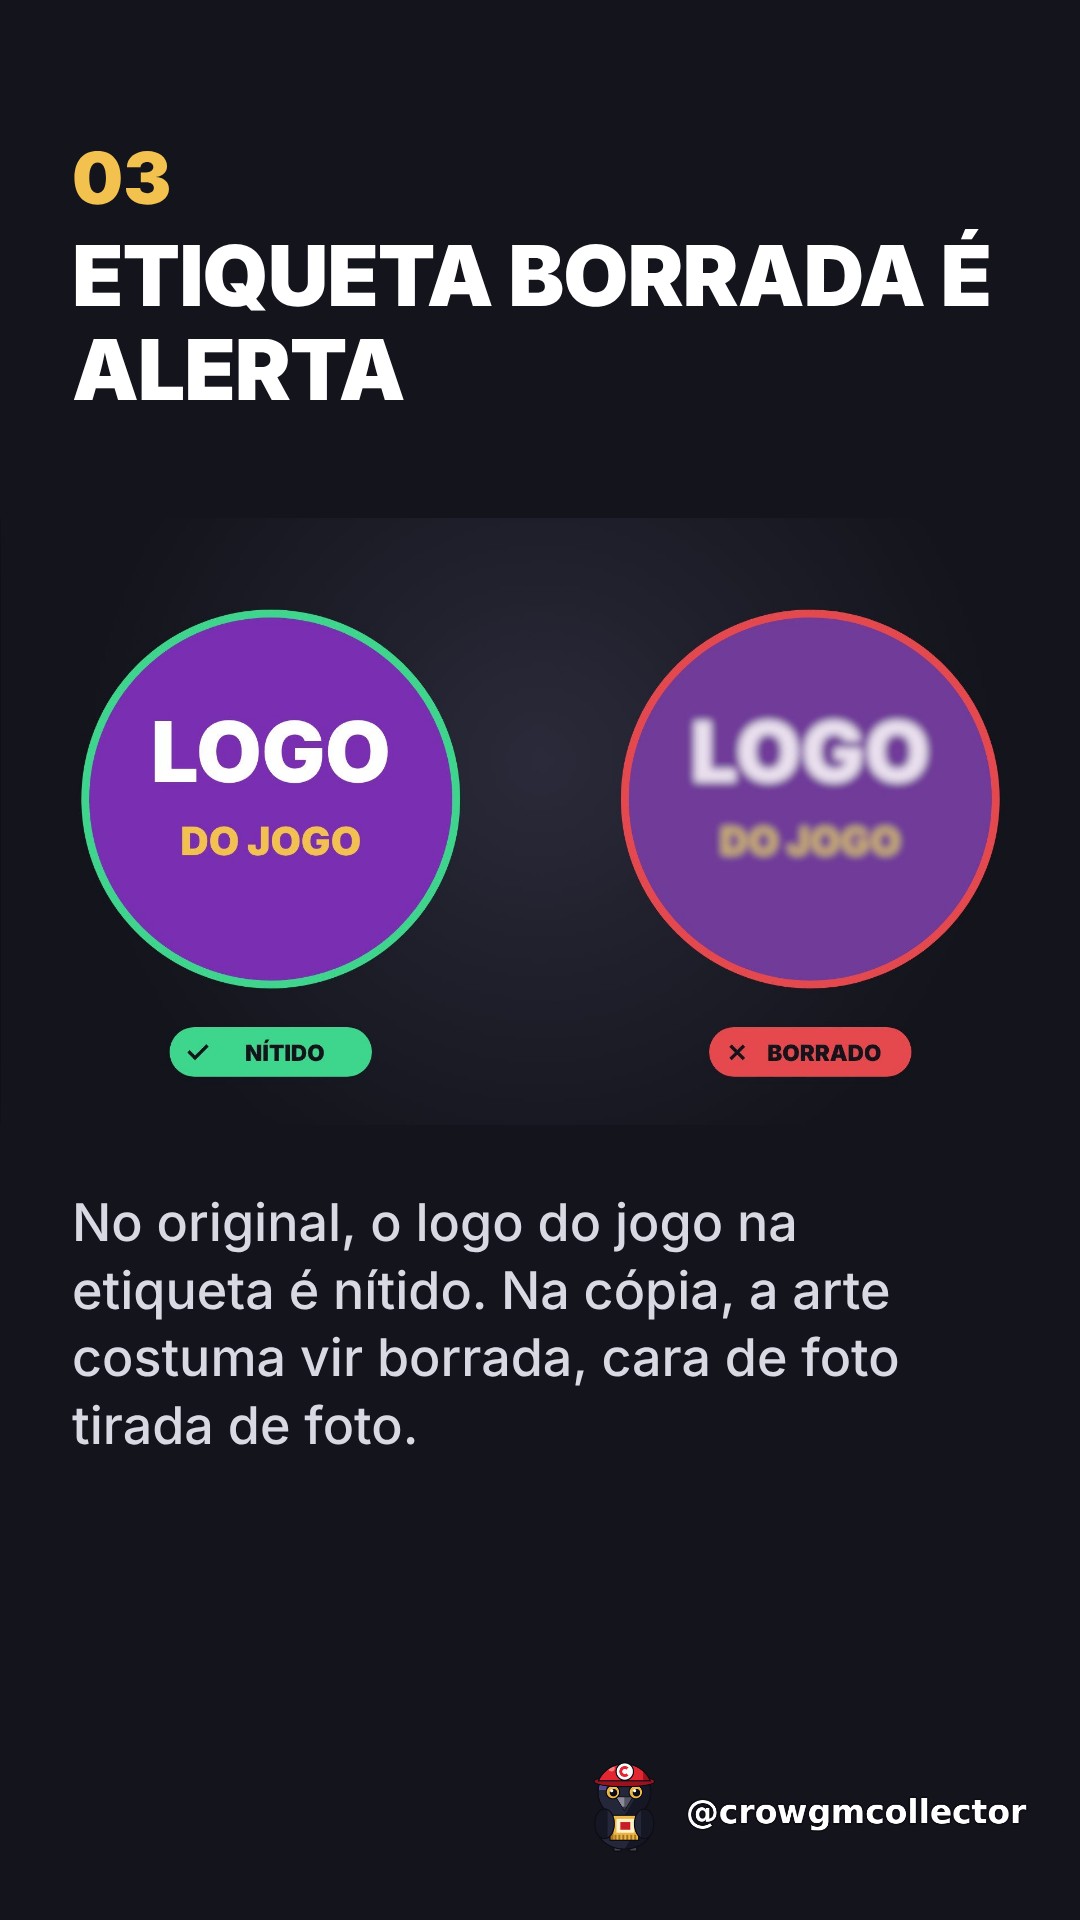 03
ETIQUETA BORRADA É
ALERTA
LOGO
DO JOGO
LOGO
DO JOGO
NÍTIDO
BORRADO
No original, o logo do jogo na
etiqueta é nítido. Na cópia, a arte
costuma vir borrada, cara de foto
tirada de foto.
C
@crowgmcollector